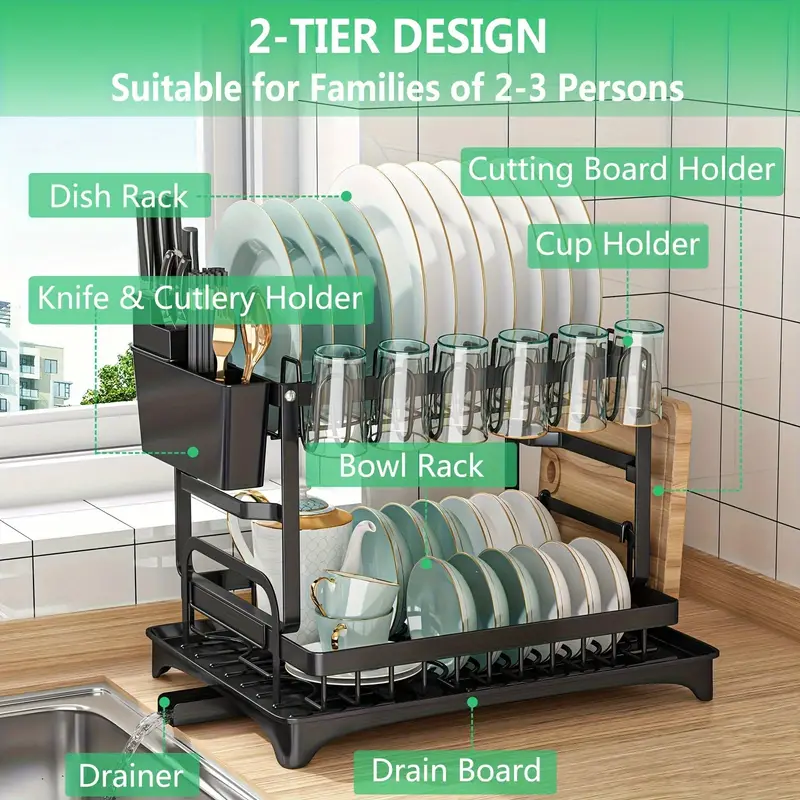 2-TIER DESIGN
Suitable for Families of 2-3 Persons
Cutting Board Holder
Dish Rack
Cup Holder
Knife & Cutlery Holder
Bowl Rack
Drainer
Drain Board